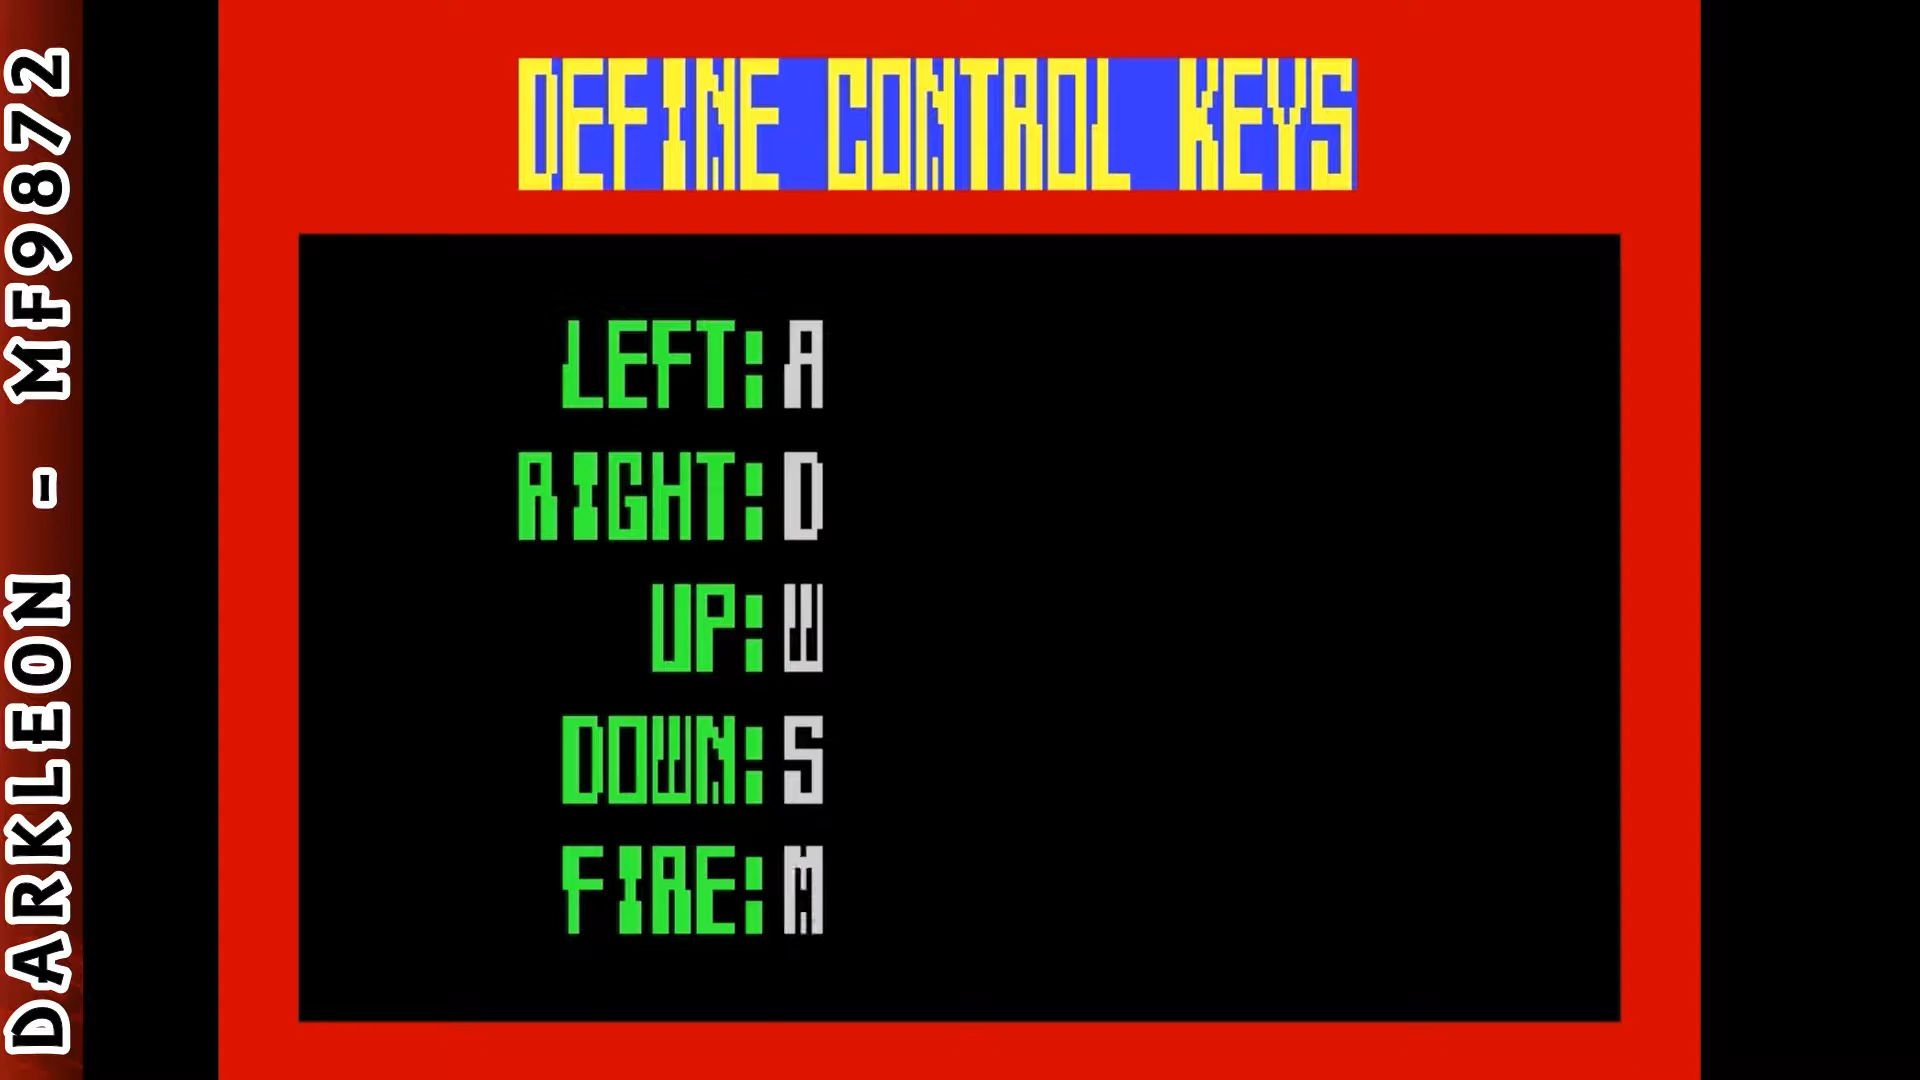 DARKLEON - MF9872
DEFINE CONTROL KEYS
LEFT: A
RIGHT: D
UP: W
DOWN: S
FIRE: M